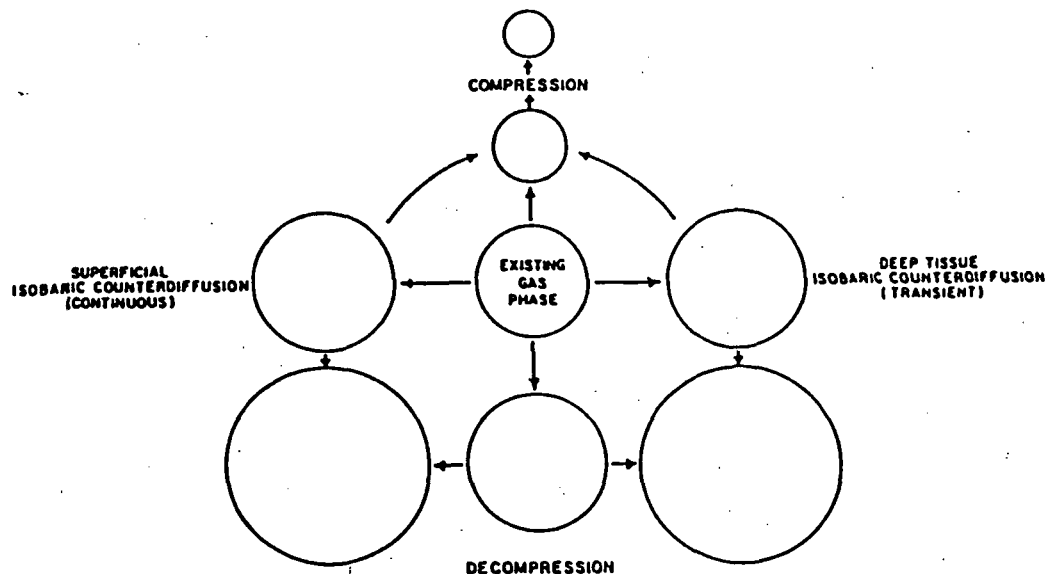 COMPRESSION
SUPERFICIAL
ISOBARIC COUNTERDIFFUSION
(CONTINUOUS)
EXISTING
GAS
PHASE
DEEP TISSUE
ISOBARIC COUNTERDIFFUSION
(TRANSIENT)
DECOMPRESSION